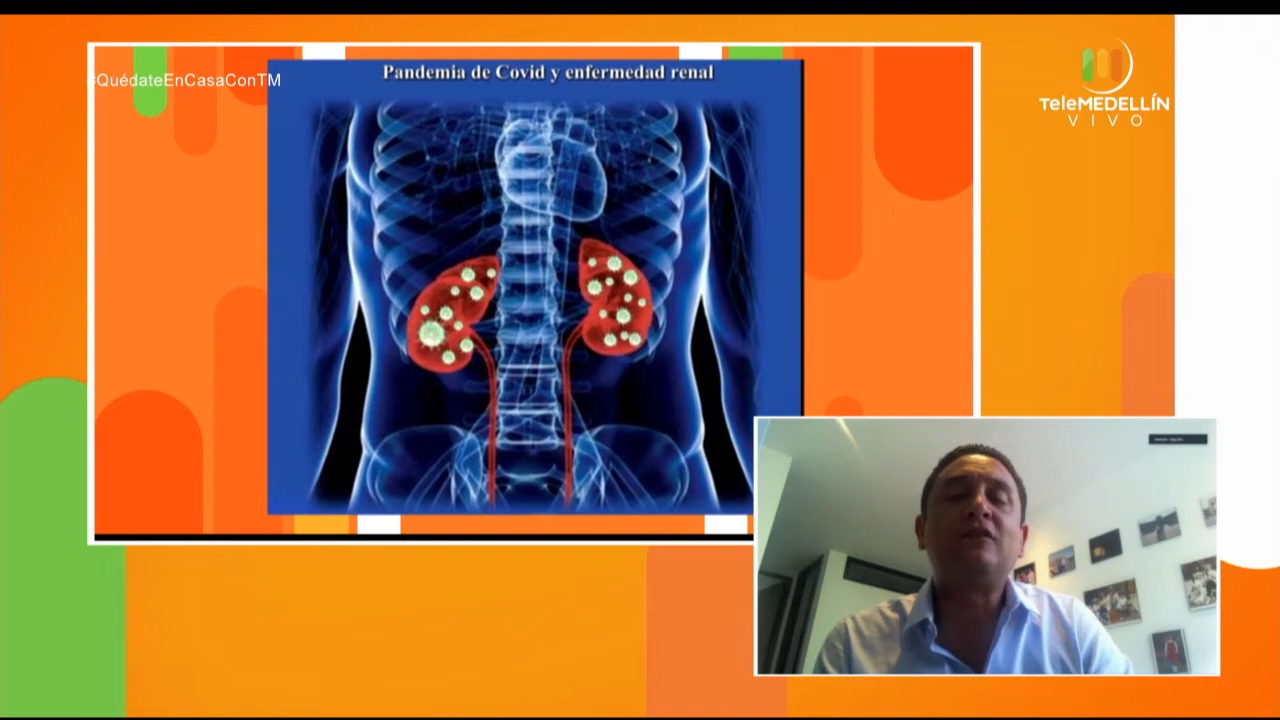 Pandemia de Covid y enfermedad renal
#QuédateEnCasaConTM
TeleMEDELLÍN
VIVO